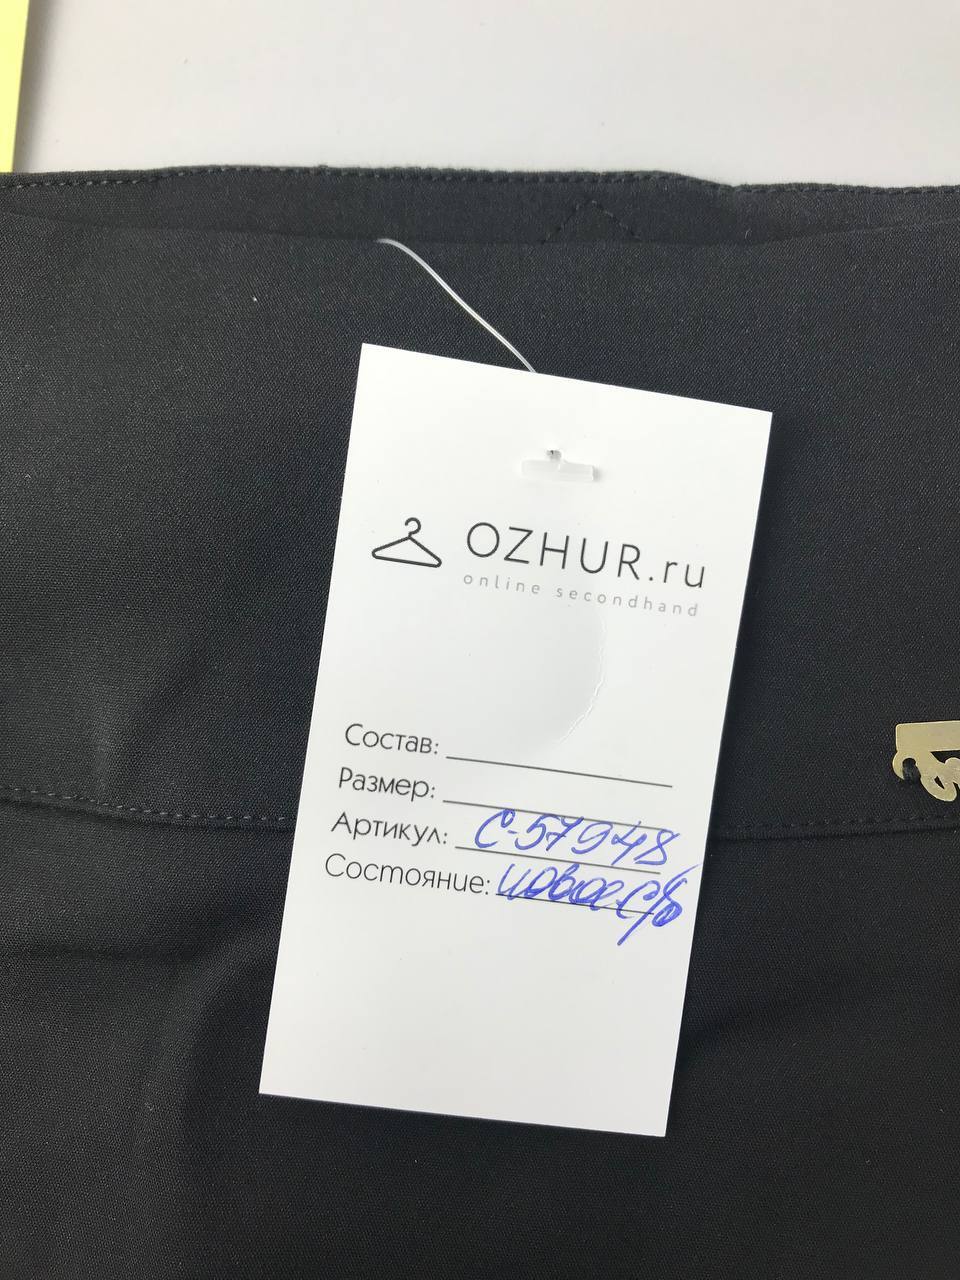 OZHUR.ru
online secondhand
Состав:
Размер:
Артикул: С-57948
Состояние: новое с/б